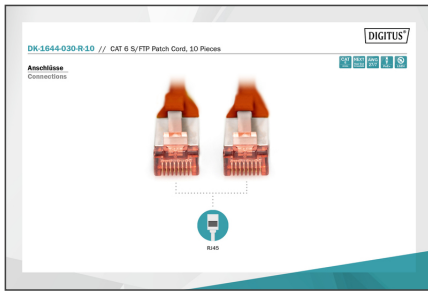 DIGITUS®
DK-1644-030-R-10 // CAT 6 S/FTP Patch Cord, 10 Pieces
Anschlüsse
Connections
RJ45